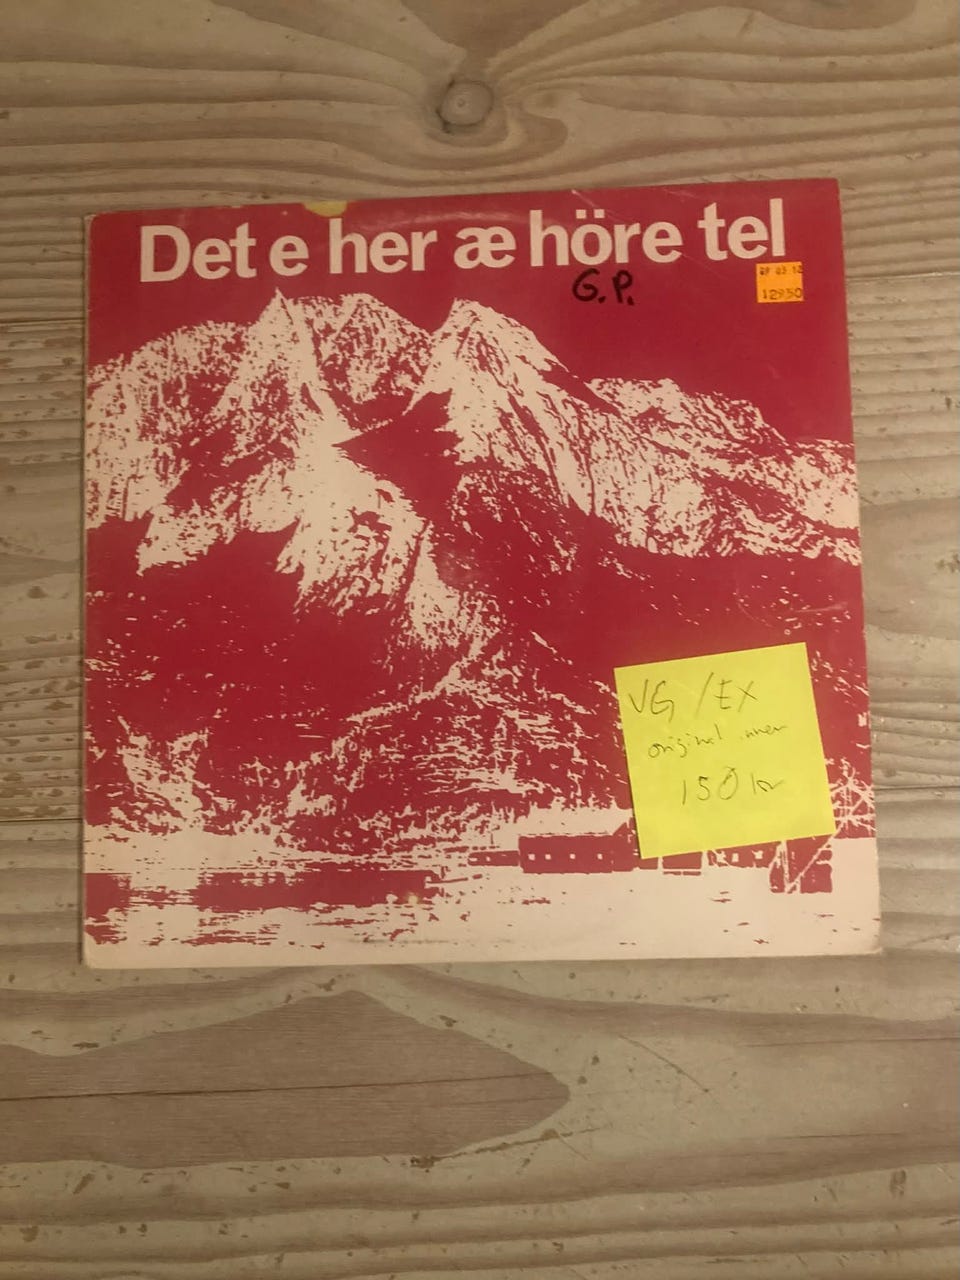 Det e her æ höre tel
G.P.
12950
VG/EX
original inner
150 kr